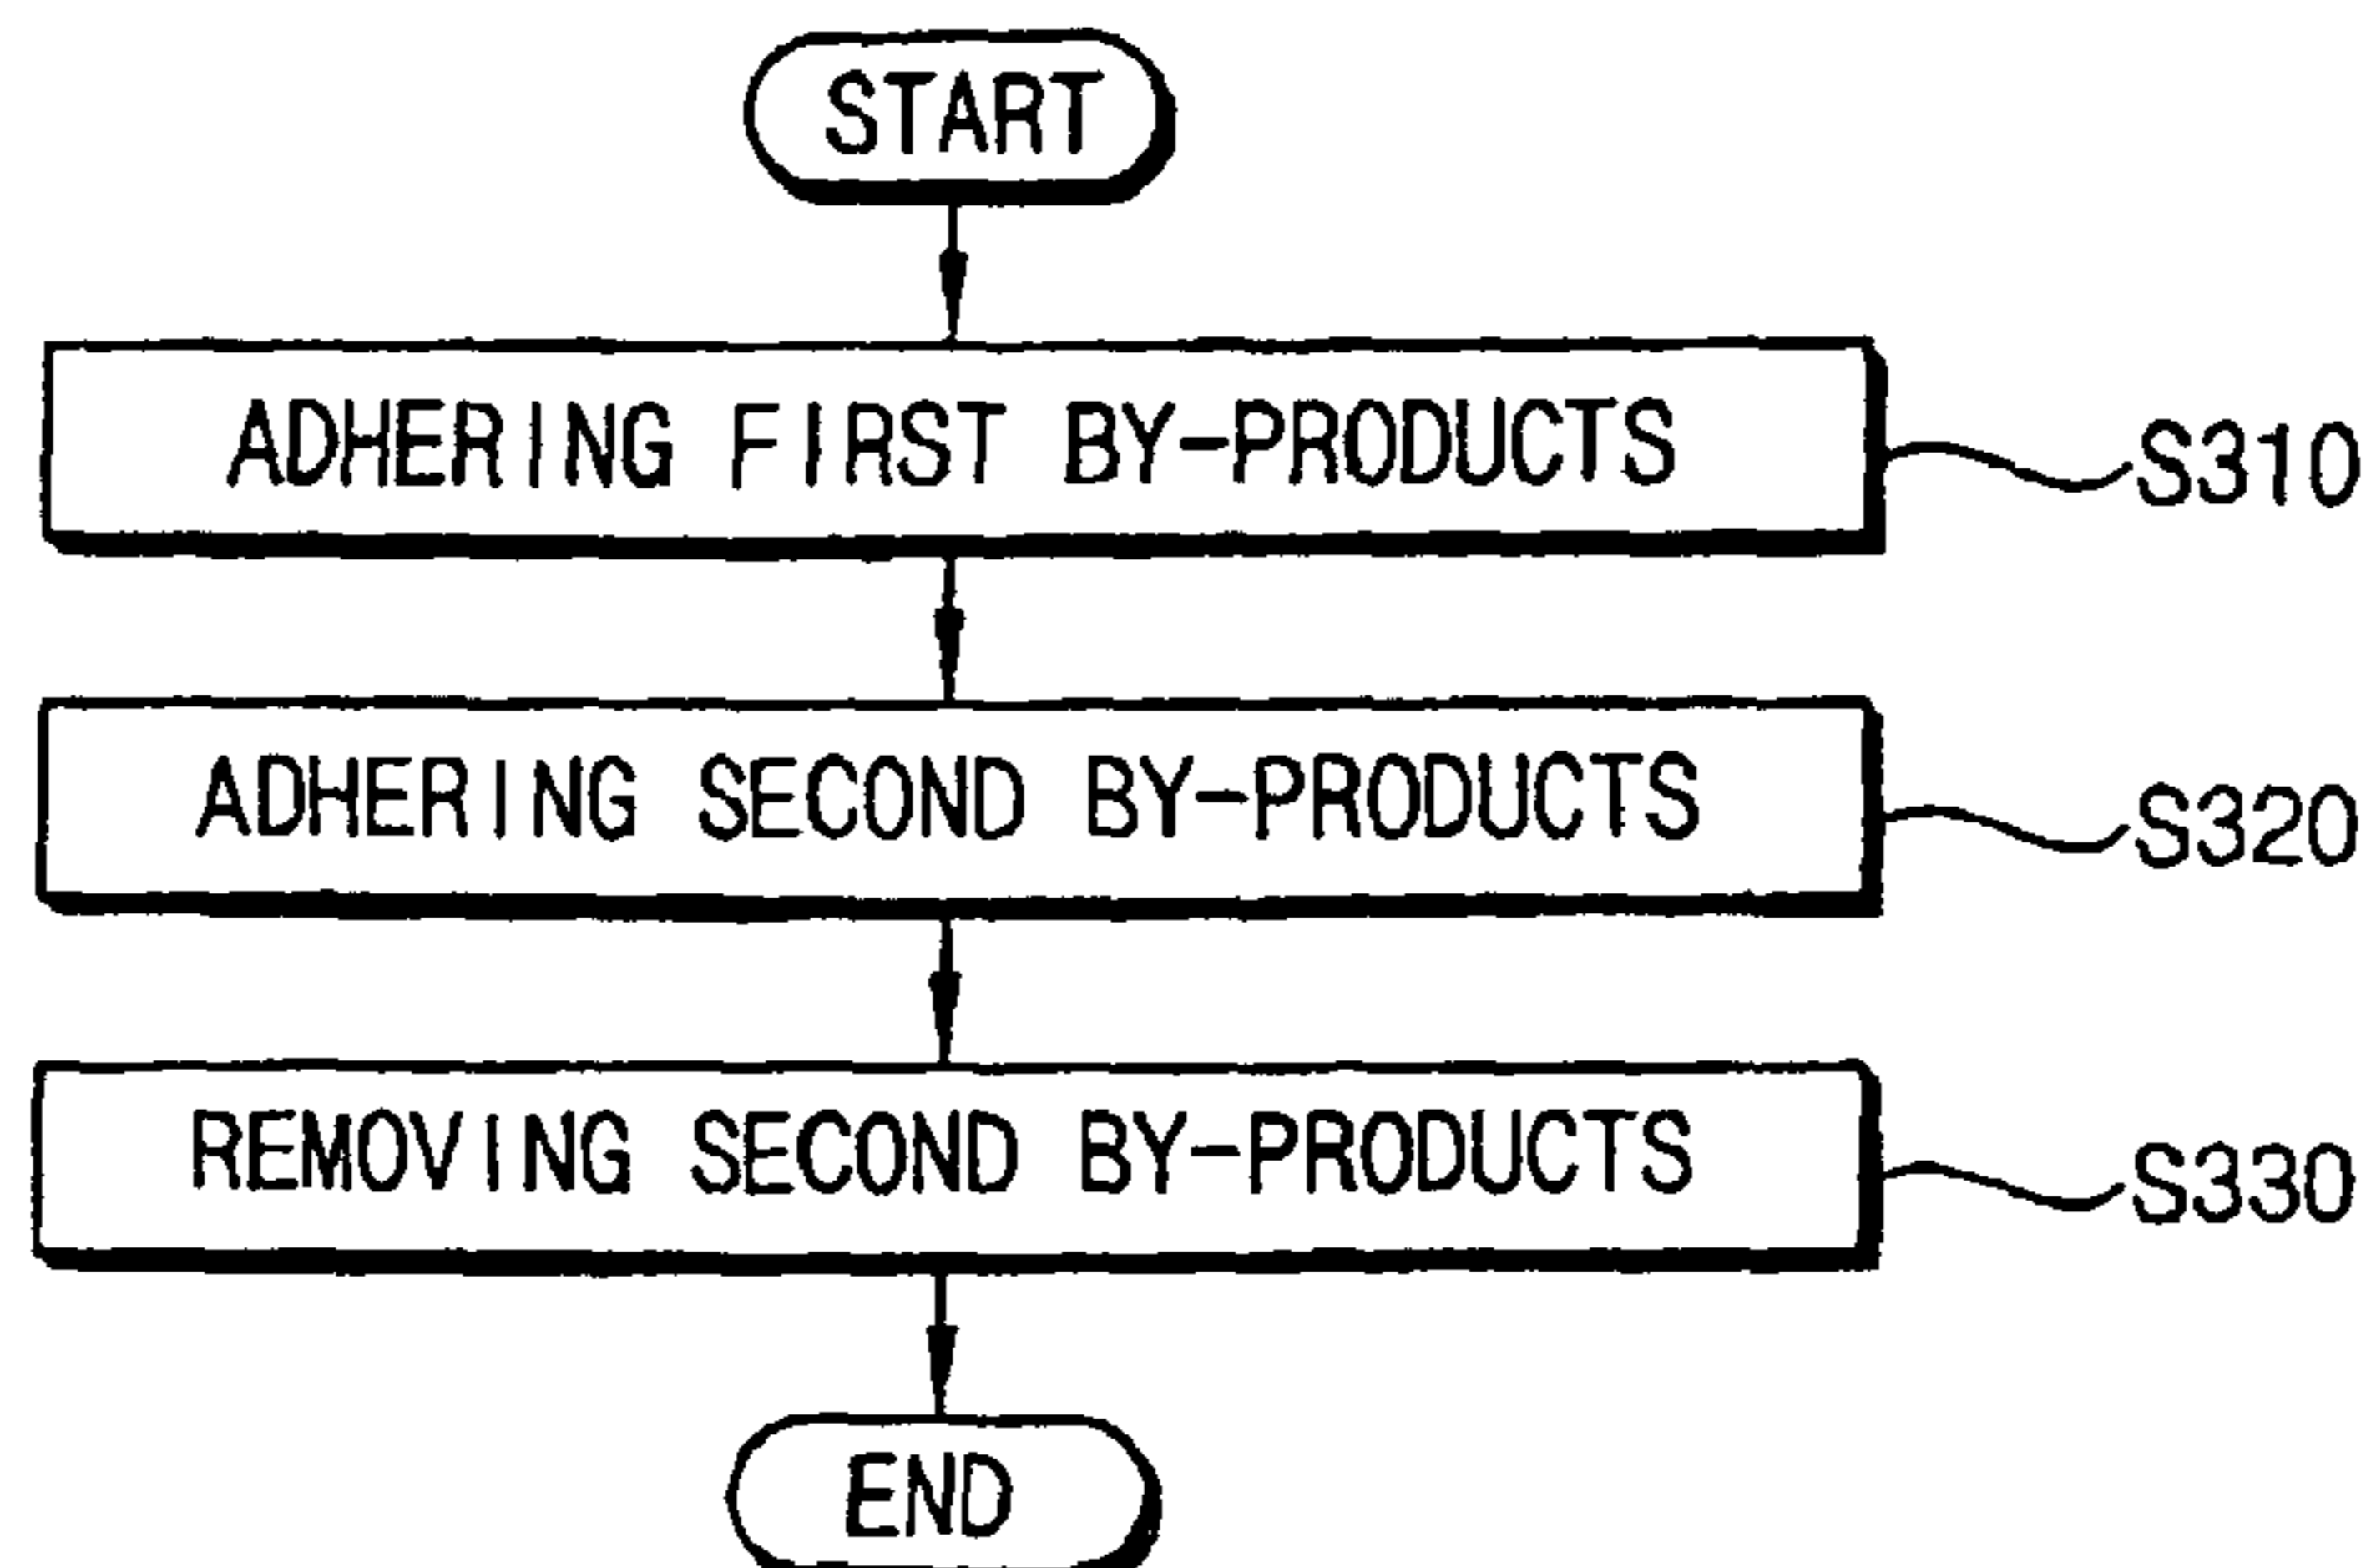 START
ADHERING FIRST BY-PRODUCTS
S310
ADHERING SECOND BY-PRODUCTS
S320
REMOVING SECOND BY-PRODUCTS
S330
END